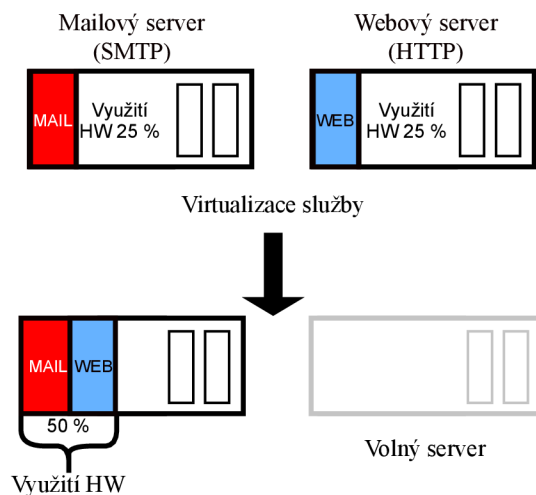 Mailový server
(SMTP)
Webový server
(HTTP)
MAIL
Využití
HW 25 %
WEB
Využití
HW 25 %
Virtualizace služby
MAIL
WEB
50 %
Využití HW
Volný server